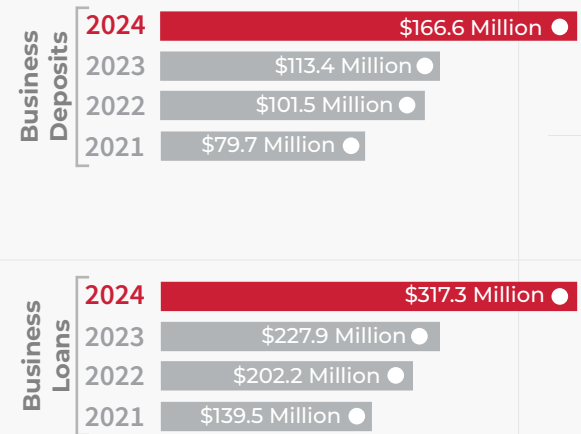 Business
Deposits
2024 $166.6 Million
2023 $113.4 Million
2022 $101.5 Million
2021 $79.7 Million
Business
Loans
2024 $317.3 Million
2023 $227.9 Million
2022 $202.2 Million
2021 $139.5 Million